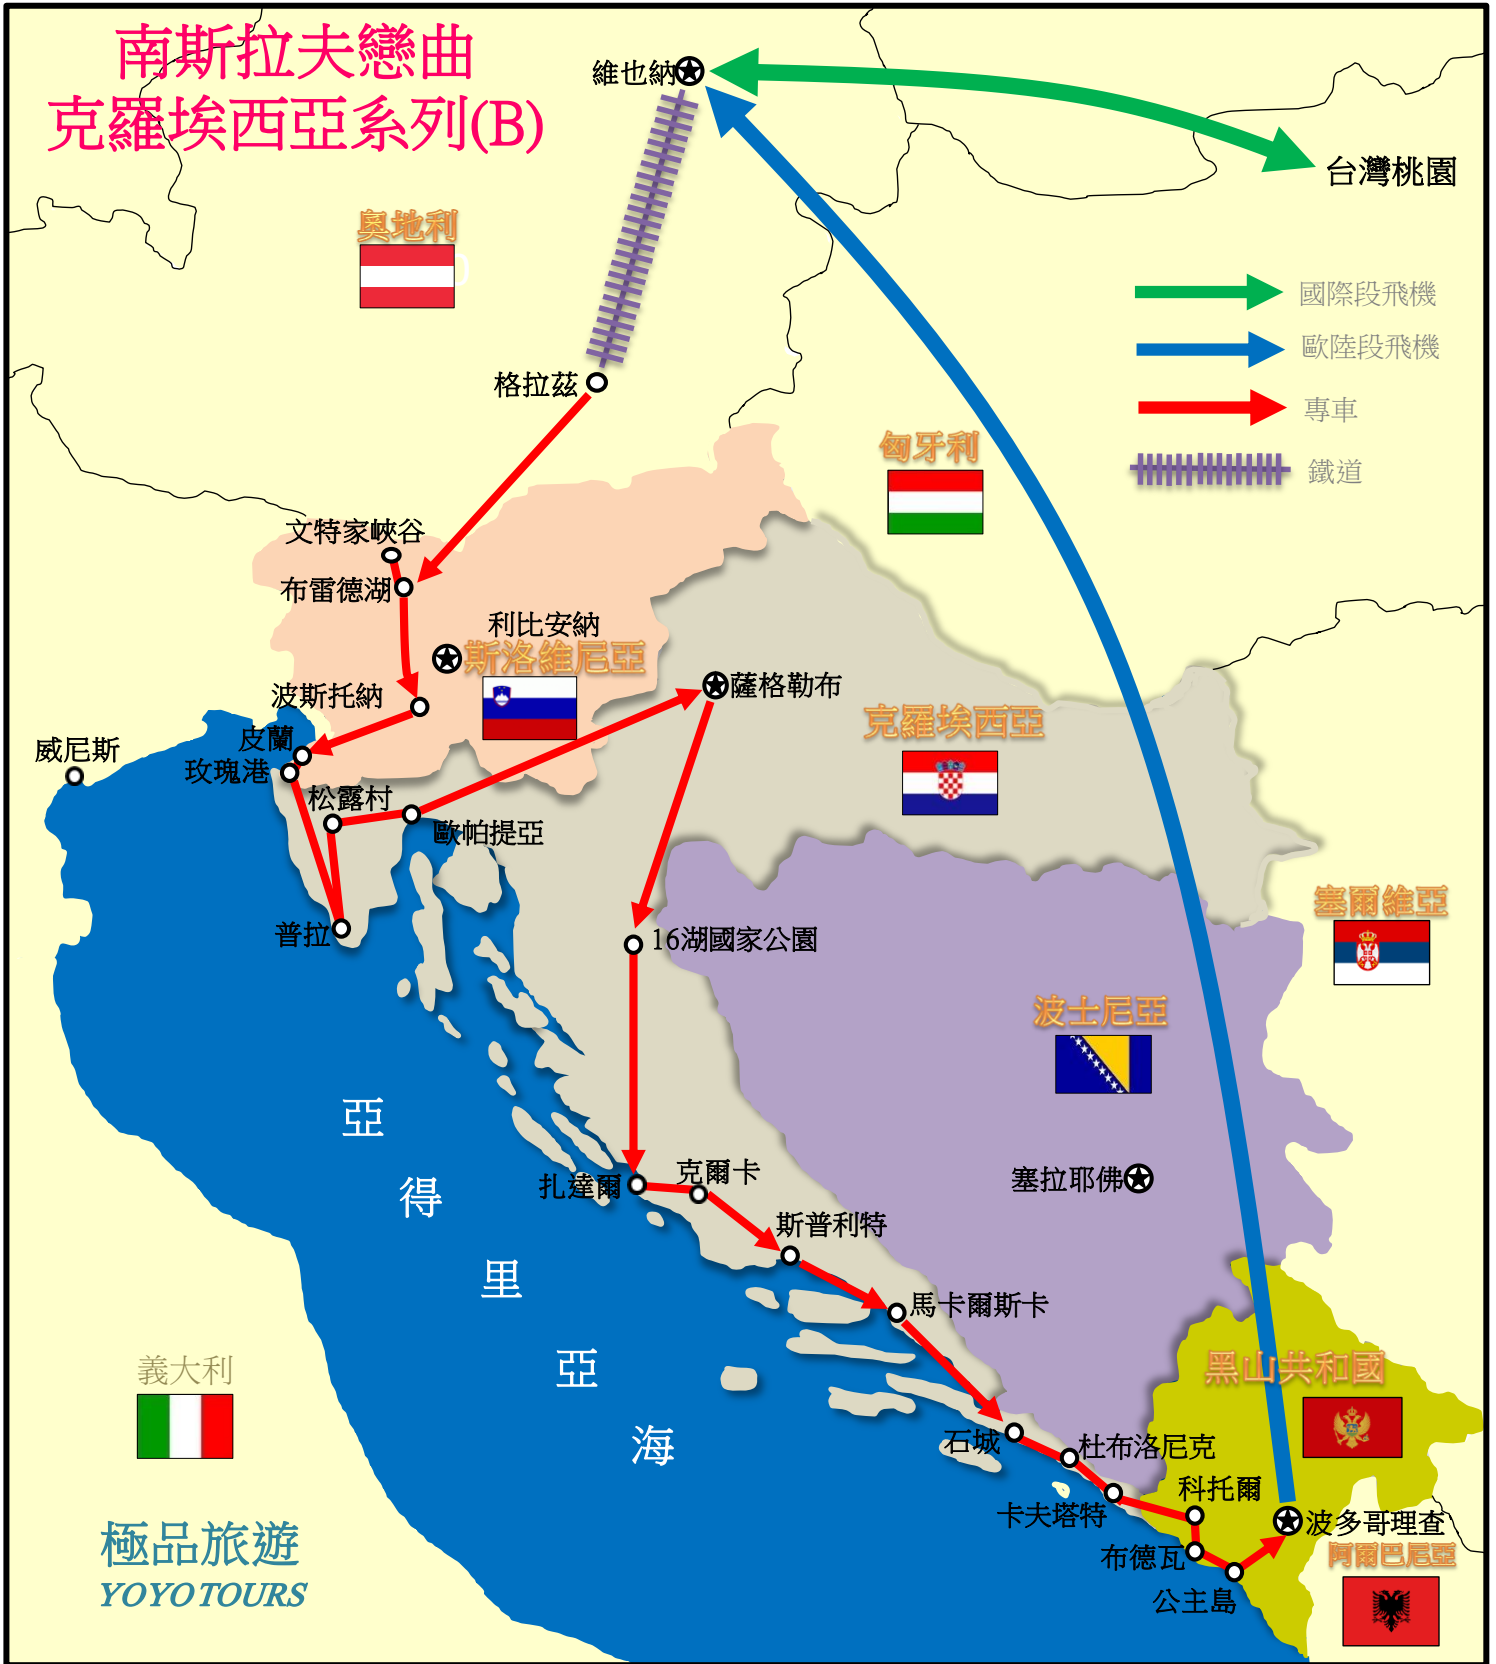 南斯拉夫戀曲
克羅埃西亞系列(B)
維也納
台灣桃園
奧地利
國際段飛機
歐陸段飛機
專車
鐵道
格拉茲
匈牙利
文特家峽谷
布雷德湖
利比安納
斯洛維尼亞
波斯托納
薩格勒布
克羅埃西亞
皮蘭
威尼斯
玫瑰港
松露村
歐帕提亞
塞爾維亞
普拉
16湖國家公園
波士尼亞
亞
得
里
亞
海
塞拉耶佛
扎達爾
克爾卡
斯普利特
馬卡爾斯卡
義大利
黑山共和國
石城
杜布洛尼克
卡夫塔特
科托爾
波多哥理查
布德瓦
阿爾巴尼亞
公主島
極品旅遊
YOYO TOURS